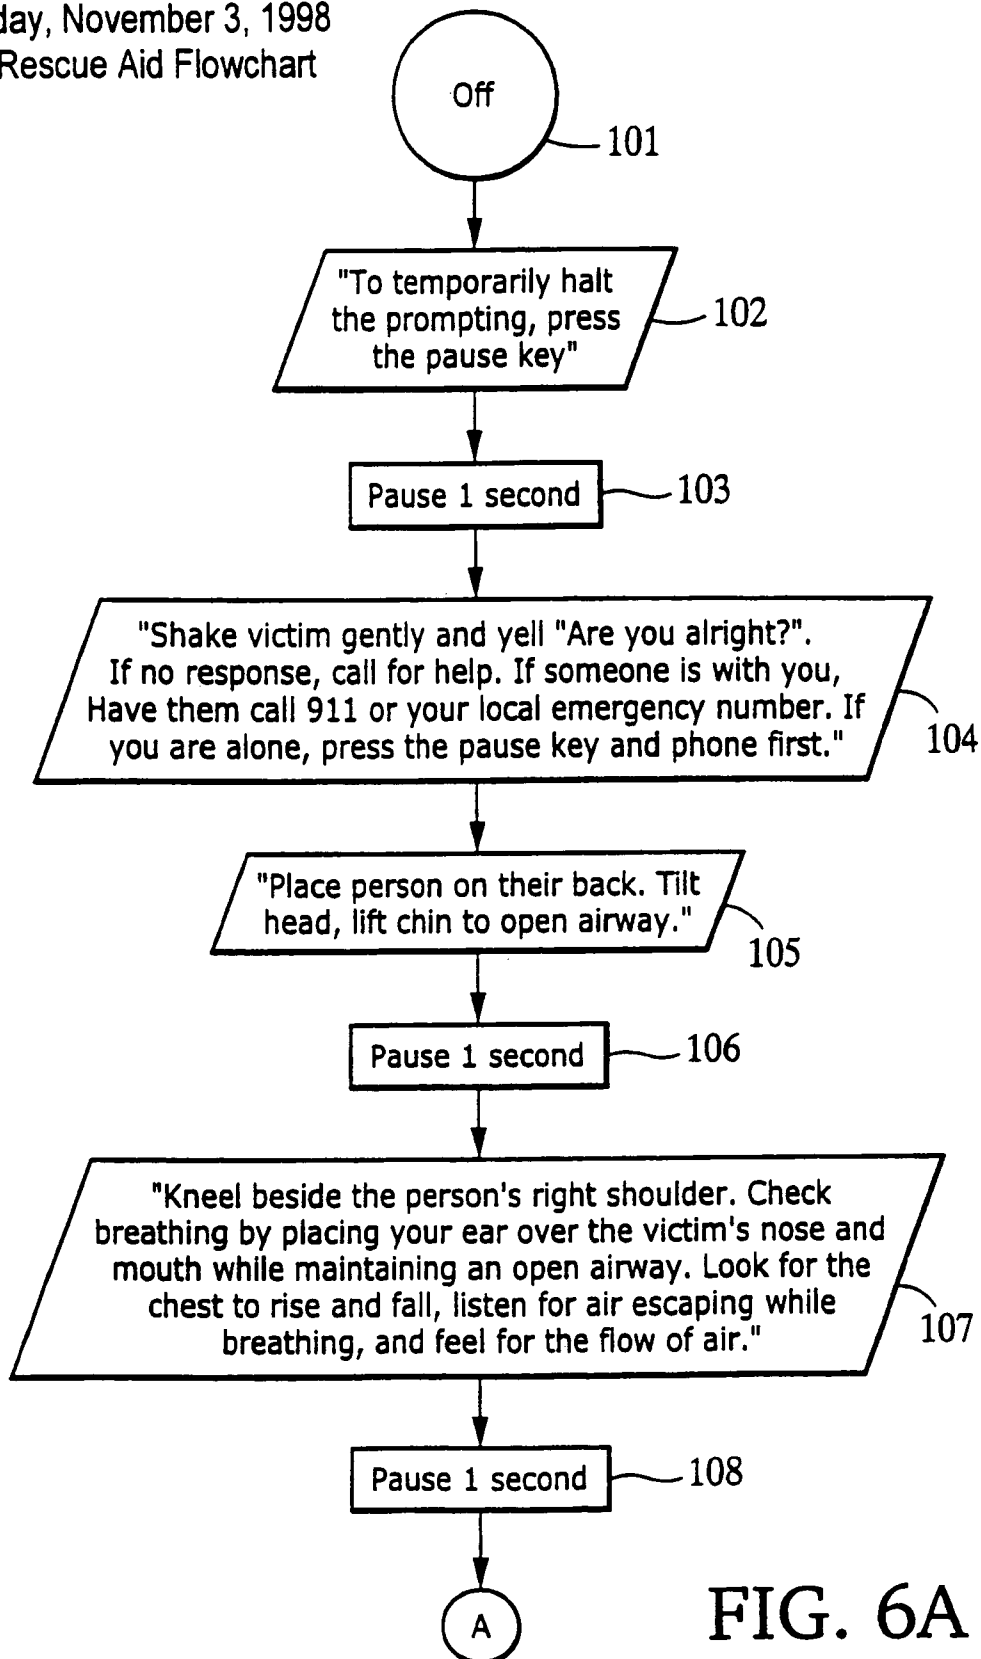 day, November 3, 1998
Rescue Aid Flowchart
Off
101
"To temporarily halt
the prompting, press
the pause key"
102
Pause 1 second
103
"Shake victim gently and yell "Are you alright?".
If no response, call for help. If someone is with you,
Have them call 911 or your local emergency number. If
you are alone, press the pause key and phone first."
104
"Place person on their back. Tilt
head, lift chin to open airway."
105
Pause 1 second
106
"Kneel beside the person's right shoulder. Check
breathing by placing your ear over the victim's nose and
mouth while maintaining an open airway. Look for the
chest to rise and fall, listen for air escaping while
breathing, and feel for the flow of air."
107
Pause 1 second
108
A
FIG. 6A